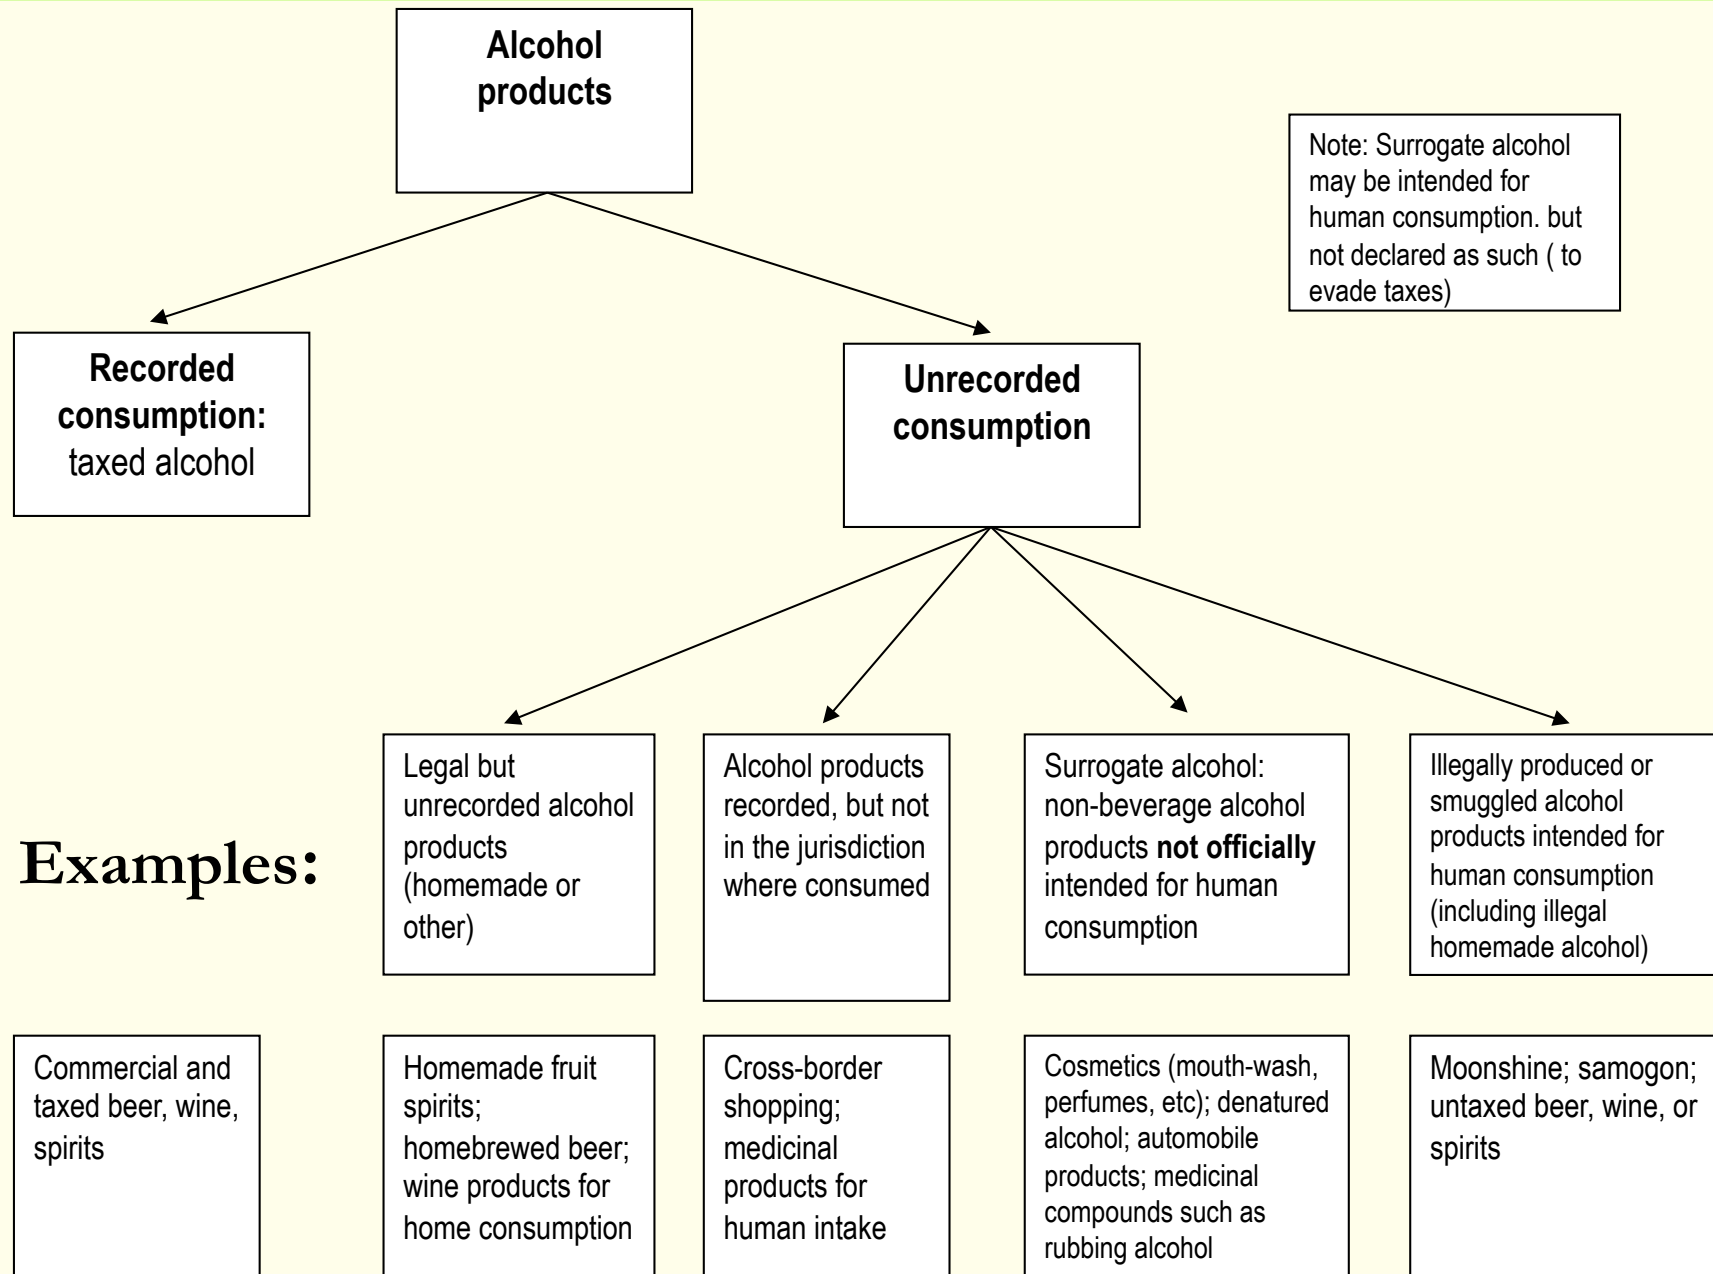 Alcohol
products
Note: Surrogate alcohol
may be intended for
human consumption. but
not declared as such ( to
evade taxes)
Recorded
consumption:
taxed alcohol
Unrecorded
consumption
Examples:
Legal but
unrecorded alcohol
products
(homemade or
other)
Alcohol products
recorded, but not
in the jurisdiction
where consumed
Surrogate alcohol:
non-beverage alcohol
products not officially
intended for human
consumption
Illegally produced or
smuggled alcohol
products intended for
human consumption
(including illegal
homemade alcohol)
Commercial and
taxed beer, wine,
spirits
Homemade fruit
spirits;
homebrewed beer;
wine products for
home consumption
Cross-border
shopping;
medicinal
products for
human intake
Cosmetics (mouth-wash,
perfumes, etc); denatured
alcohol; automobile
products; medicinal
compounds such as
rubbing alcohol
Moonshine; samogon;
untaxed beer, wine, or
spirits